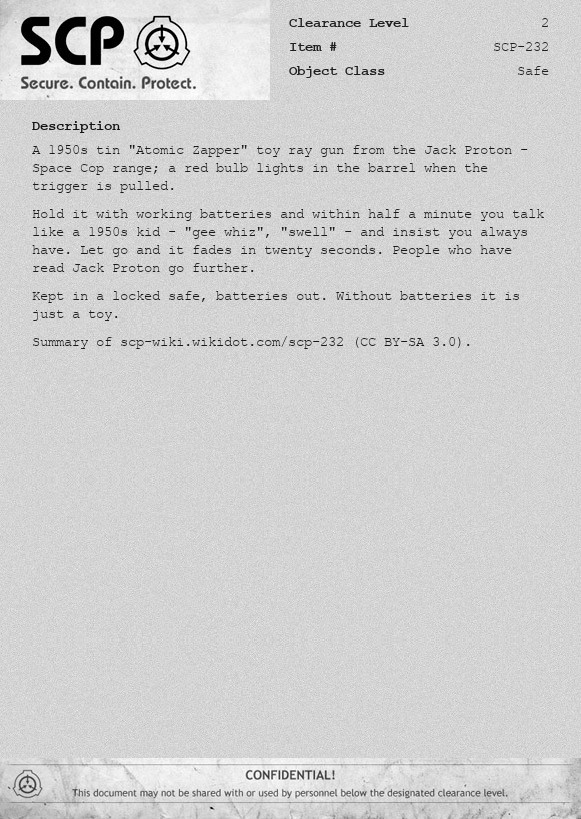 SCP
Secure. Contain. Protect.
Clearance Level 2
Item # SCP-232
Object Class Safe
Description
A 1950s tin "Atomic Zapper" toy ray gun from the Jack Proton –
Space Cop range; a red bulb lights in the barrel when the
trigger is pulled.
Hold it with working batteries and within half a minute you talk
like a 1950s kid – "gee whiz", "swell" – and insist you always
have. Let go and it fades in twenty seconds. People who have
read Jack Proton go further.
Kept in a locked safe, batteries out. Without batteries it is
just a toy.
Summary of scp-wiki.wikidot.com/scp-232 (CC BY-SA 3.0).
CONFIDENTIAL!
This document may not be shared with or used by personnel below the designated clearance level.